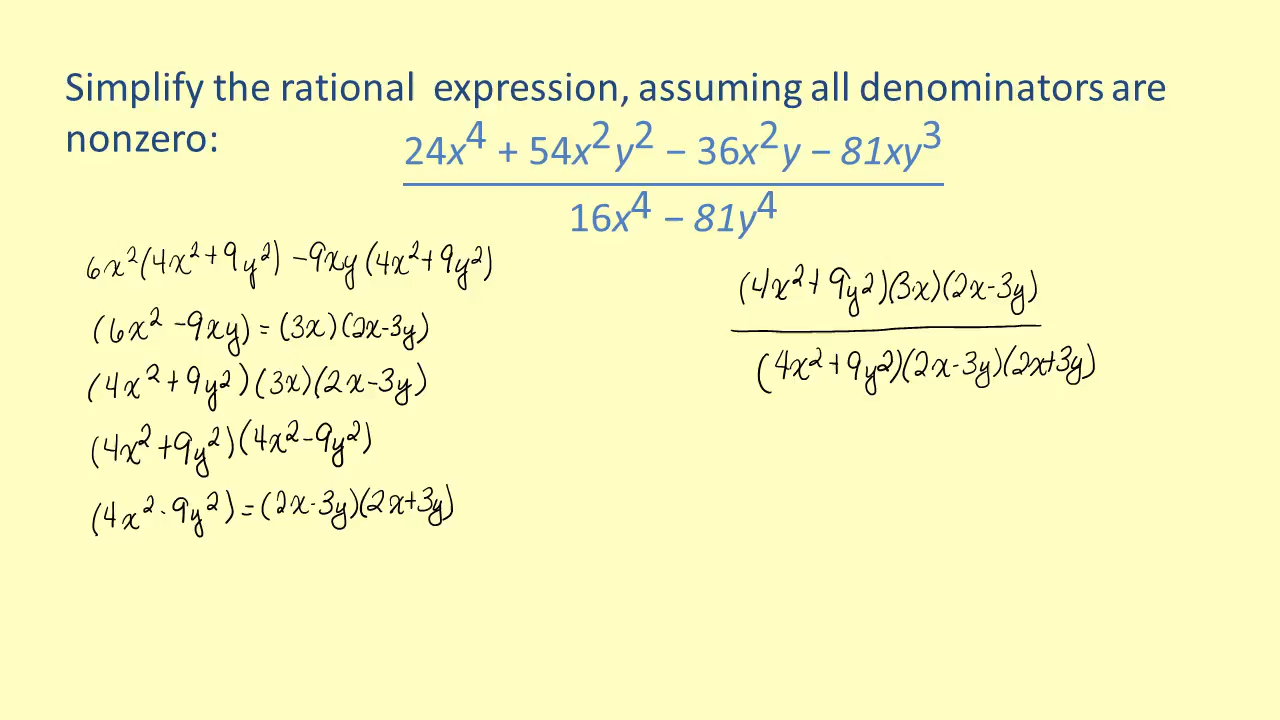 Simplify the rational expression, assuming all denominators are
nonzero:
24x⁴ + 54x²y² − 36x²y − 81xy³
16x⁴ − 81y⁴
6x²(4x²+9y²) −9xy(4x²+9y²)
(6x² −9xy) = (3x)(2x−3y)
(4x²+9y²)(3x)(2x−3y)
(4x²+9y²)(4x²−9y²)
(4x²-9y²) = (2x-3y)(2x+3y)
(4x²+9y²)(3x)(2x-3y)
(4x²+9y²)(2x-3y)(2x+3y)